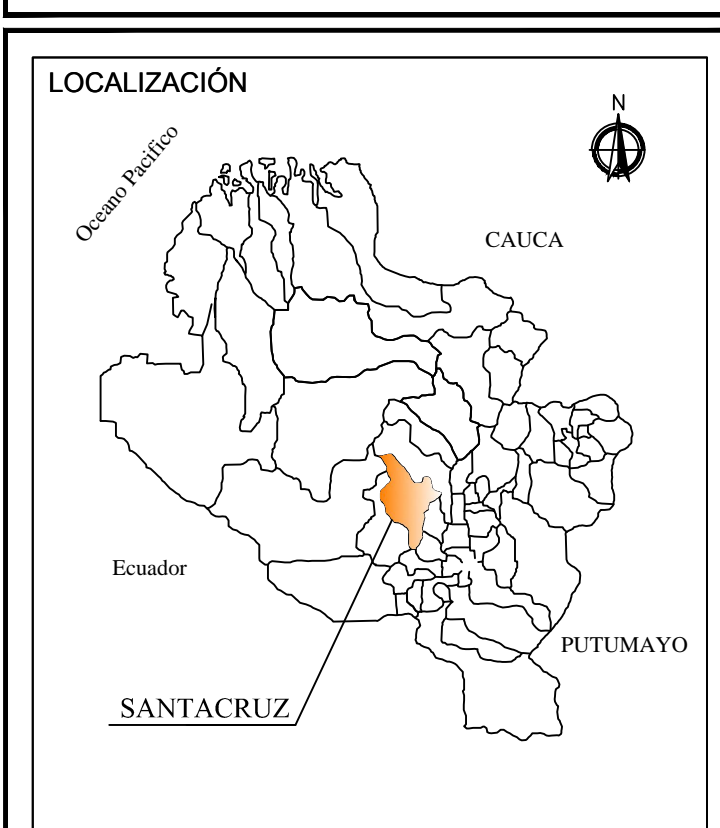 LOCALIZACIÓN
N
Oceano Pacifico
CAUCA
Ecuador
PUTUMAYO
SANTACRUZ